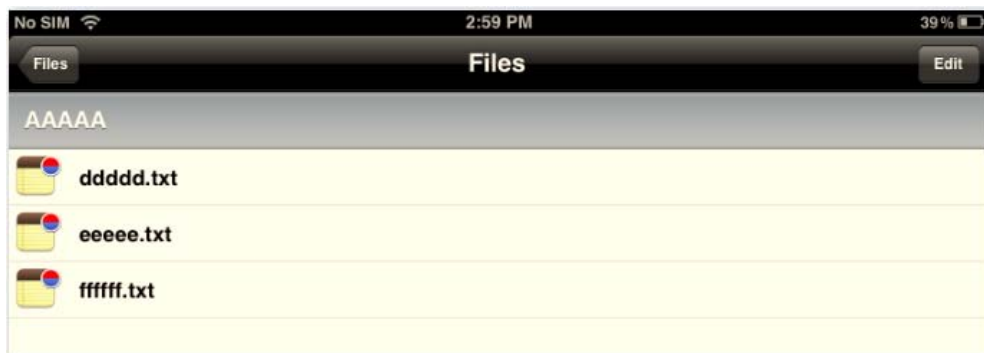 No SIM 2:59 PM 39%
Files Files Edit
AAAAA
ddddd.txt
eeeee.txt
ffffff.txt